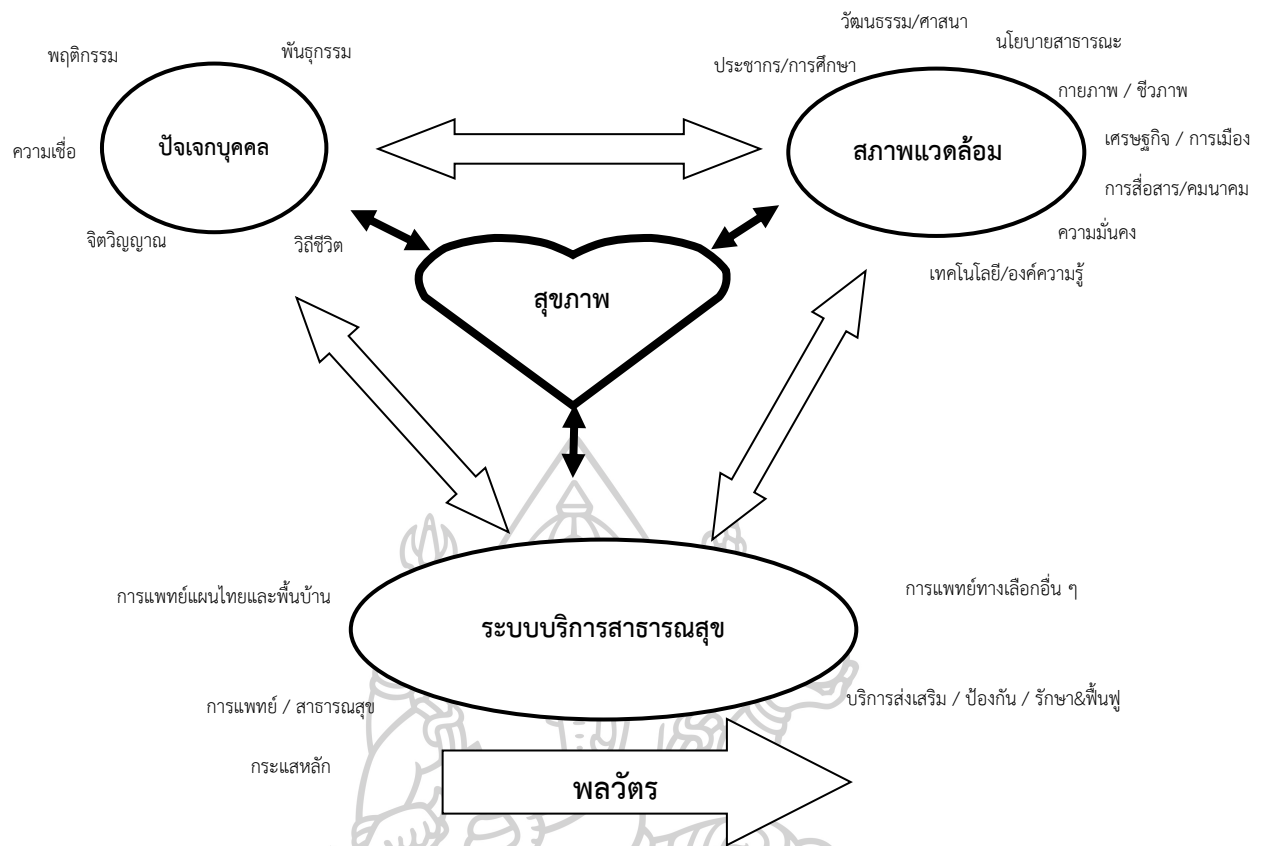 วัฒนธรรม/ศาสนา
นโยบายสาธารณะ
พฤติกรรม
พันธุกรรม
ประชากร/การศึกษา
กายภาพ / ชีวภาพ
ความเชื่อ
ปัจเจกบุคคล
สภาพแวดล้อม
เศรษฐกิจ / การเมือง
การสื่อสาร/คมนาคม
จิตวิญญาณ
วิถีชีวิต
ความมั่นคง
เทคโนโลยี/องค์ความรู้
สุขภาพ
การแพทย์แผนไทยและพื้นบ้าน
การแพทย์ทางเลือกอื่น ๆ
ระบบบริการสาธารณสุข
การแพทย์ / สาธารณสุข
บริการส่งเสริม / ป้องกัน / รักษา&ฟื้นฟู
กระแสหลัก
พลวัตร